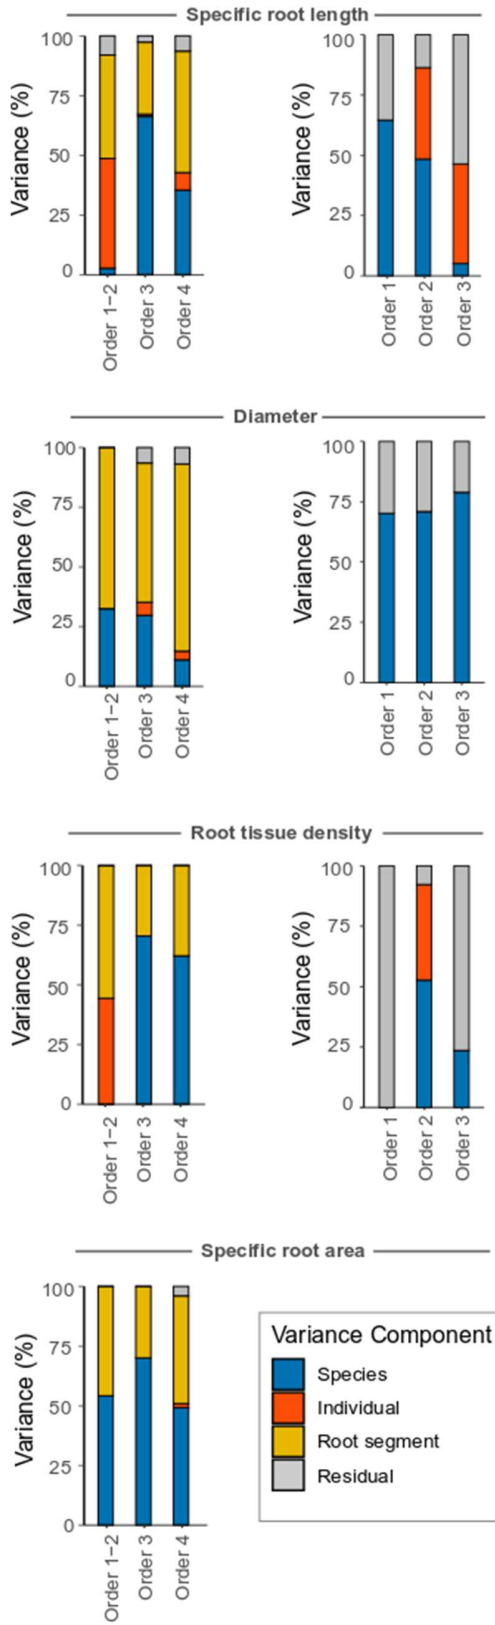 Specific root length
Variance (%)
100
75
50
25
0
Order 1−2
Order 3
Order 4
Variance (%)
100
75
50
25
0
Order 1
Order 2
Order 3
Diameter
Variance (%)
100
75
50
25
0
Order 1−2
Order 3
Order 4
Variance (%)
100
75
50
25
0
Order 1
Order 2
Order 3
Root tissue density
Variance (%)
100
75
50
25
0
Order 1−2
Order 3
Order 4
Variance (%)
100
75
50
25
0
Order 1
Order 2
Order 3
Specific root area
Variance (%)
100
75
50
25
0
Order 1−2
Order 3
Order 4
Variance Component
Species
Individual
Root segment
Residual